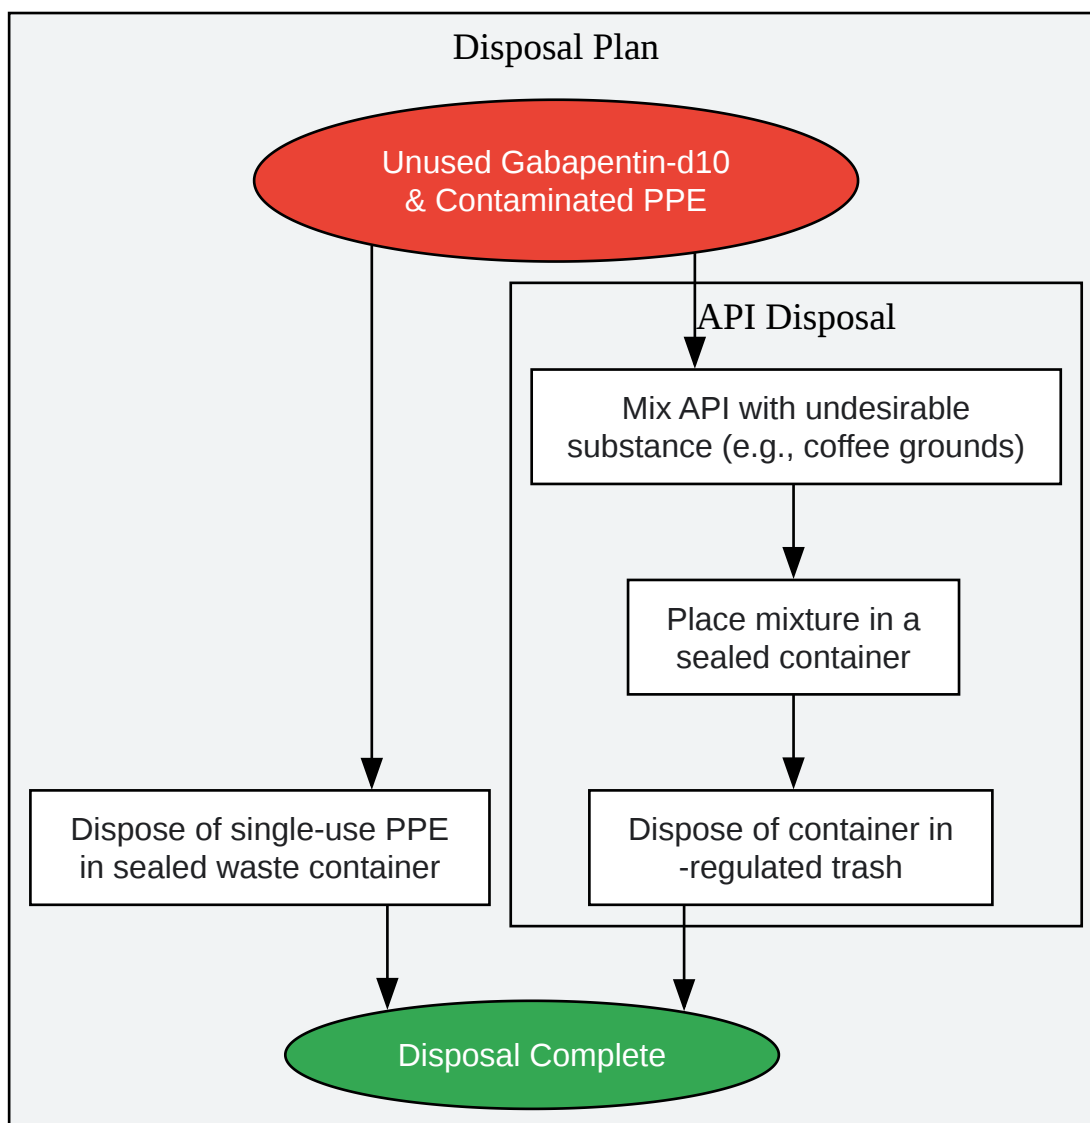 Disposal Plan
Unused Gabapentin-d10
& Contaminated PPE
API Disposal
Mix API with undesirable
substance (e.g., coffee grounds)
Place mixture in a
sealed container
Dispose of single-use PPE
in sealed waste container
Dispose of container in
-regulated trash
Disposal Complete